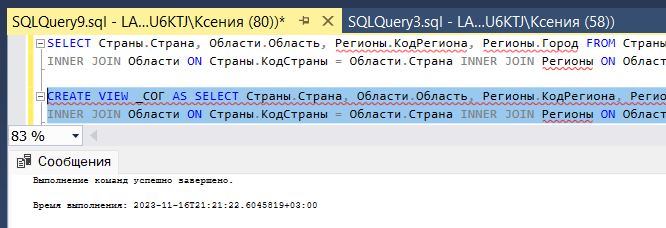 SQLQuery9.sql - LA...U6KTJ\Ксения (80))* SQLQuery3.sql - LA...U6KTJ\Ксения (58))
SELECT Страны.Страна, Области.Область, Регионы.КодРегиона, Регионы.Город FROM Страны
INNER JOIN Области ON Страны.КодСтраны = Области.Страна INNER JOIN Регионы ON Област
CREATE VIEW _СОГ AS SELECT Страны.Страна, Области.Область, Регионы.КодРегиона, Регио
INNER JOIN Области ON Страны.КодСтраны = Области.Страна INNER JOIN Регионы ON Област
83 %
Сообщения
Выполнение команд успешно завершено.
Время выполнения: 2023-11-16T21:21:22.6045819+03:00